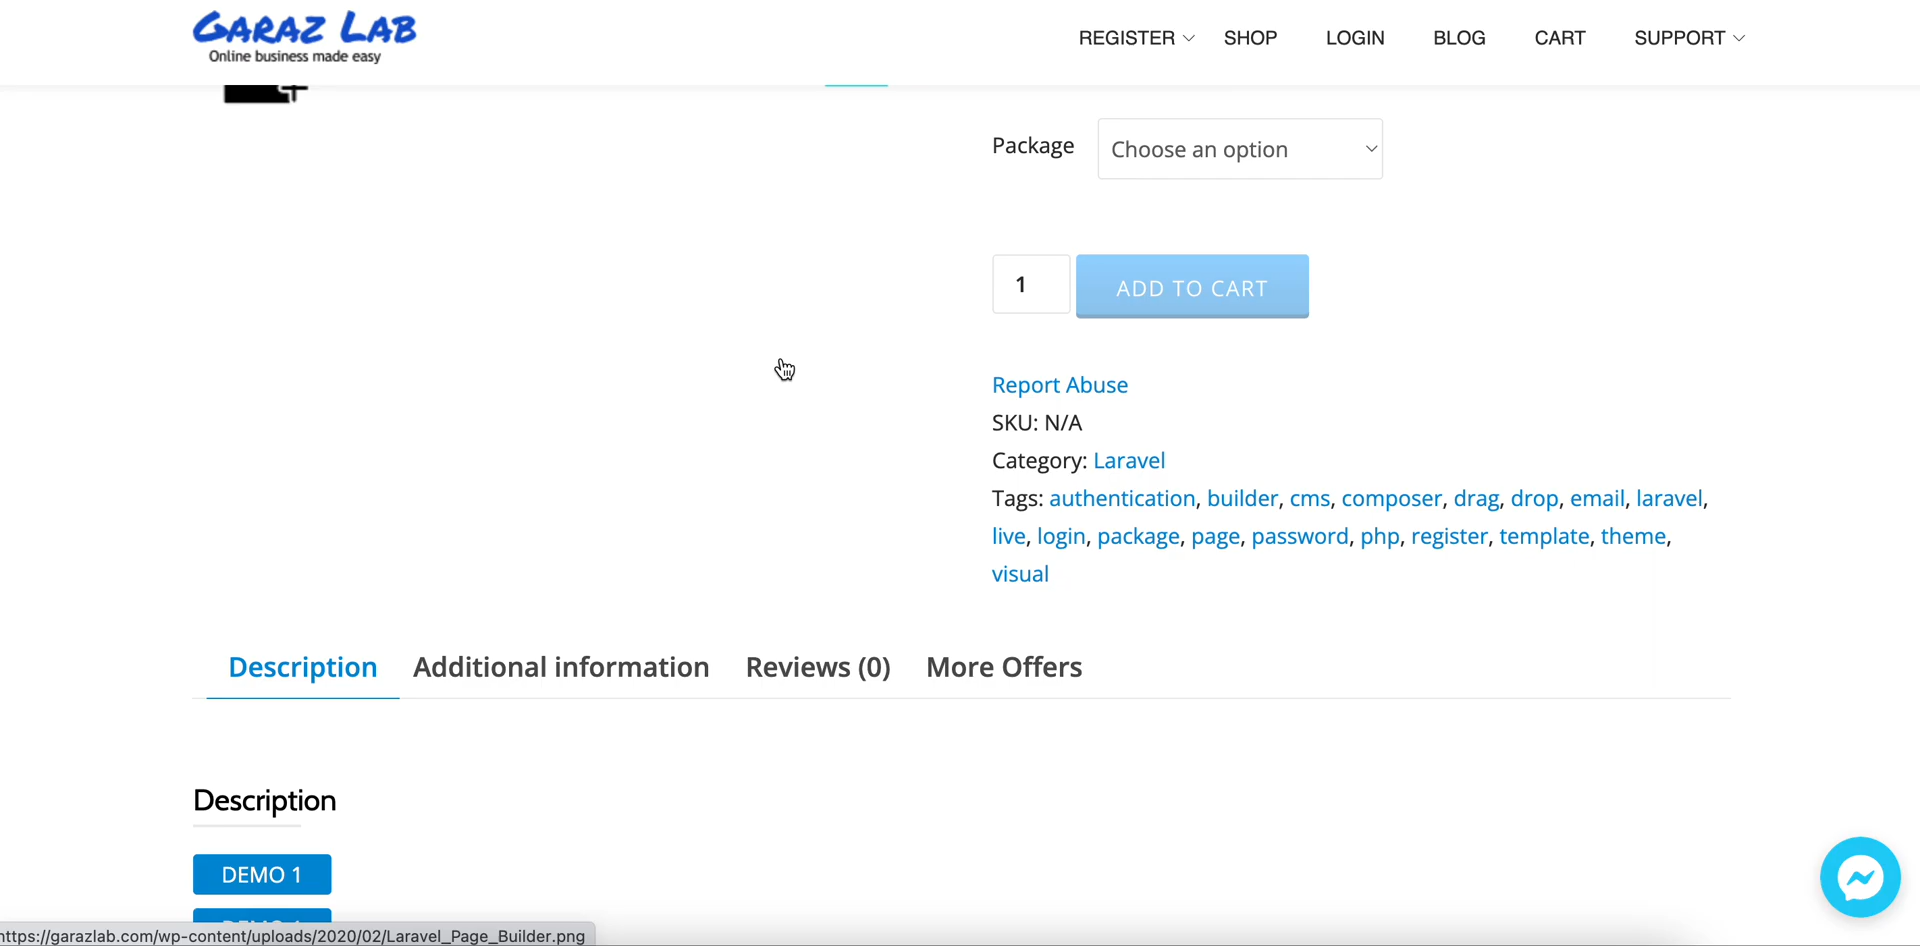 GARAZ LAB
Online business made easy
REGISTER
SHOP
LOGIN
BLOG
CART
SUPPORT
Package
Choose an option
1
ADD TO CART
Report Abuse
SKU: N/A
Category: Laravel
Tags: authentication, builder, cms, composer, drag, drop, email, laravel,
live, login, package, page, password, php, register, template, theme,
visual
Description
Additional information
Reviews (0)
More Offers
Description
DEMO 1
ttps://garazlab.com/wp-content/uploads/2020/02/Laravel_Page_Builder.png